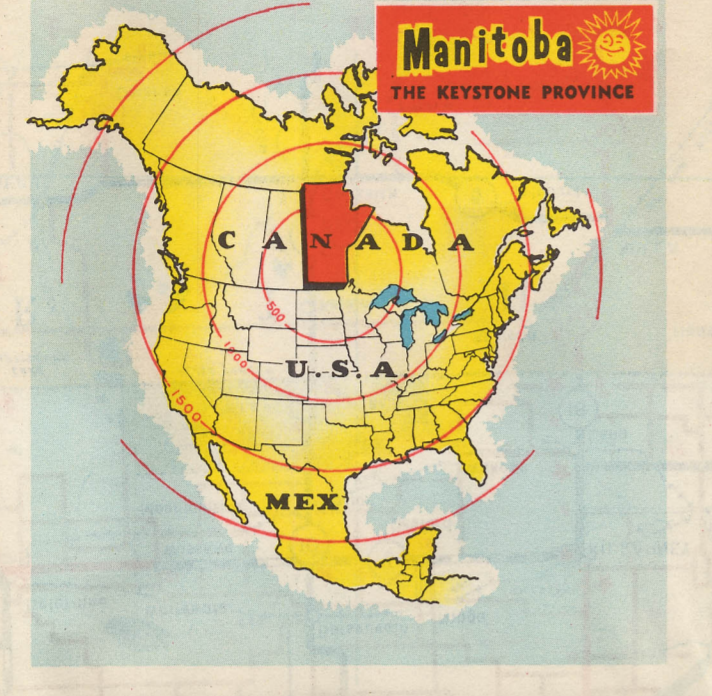 Manitoba
THE KEYSTONE PROVINCE
CANADA
500
1000
U.S.A.
1500
MEX.